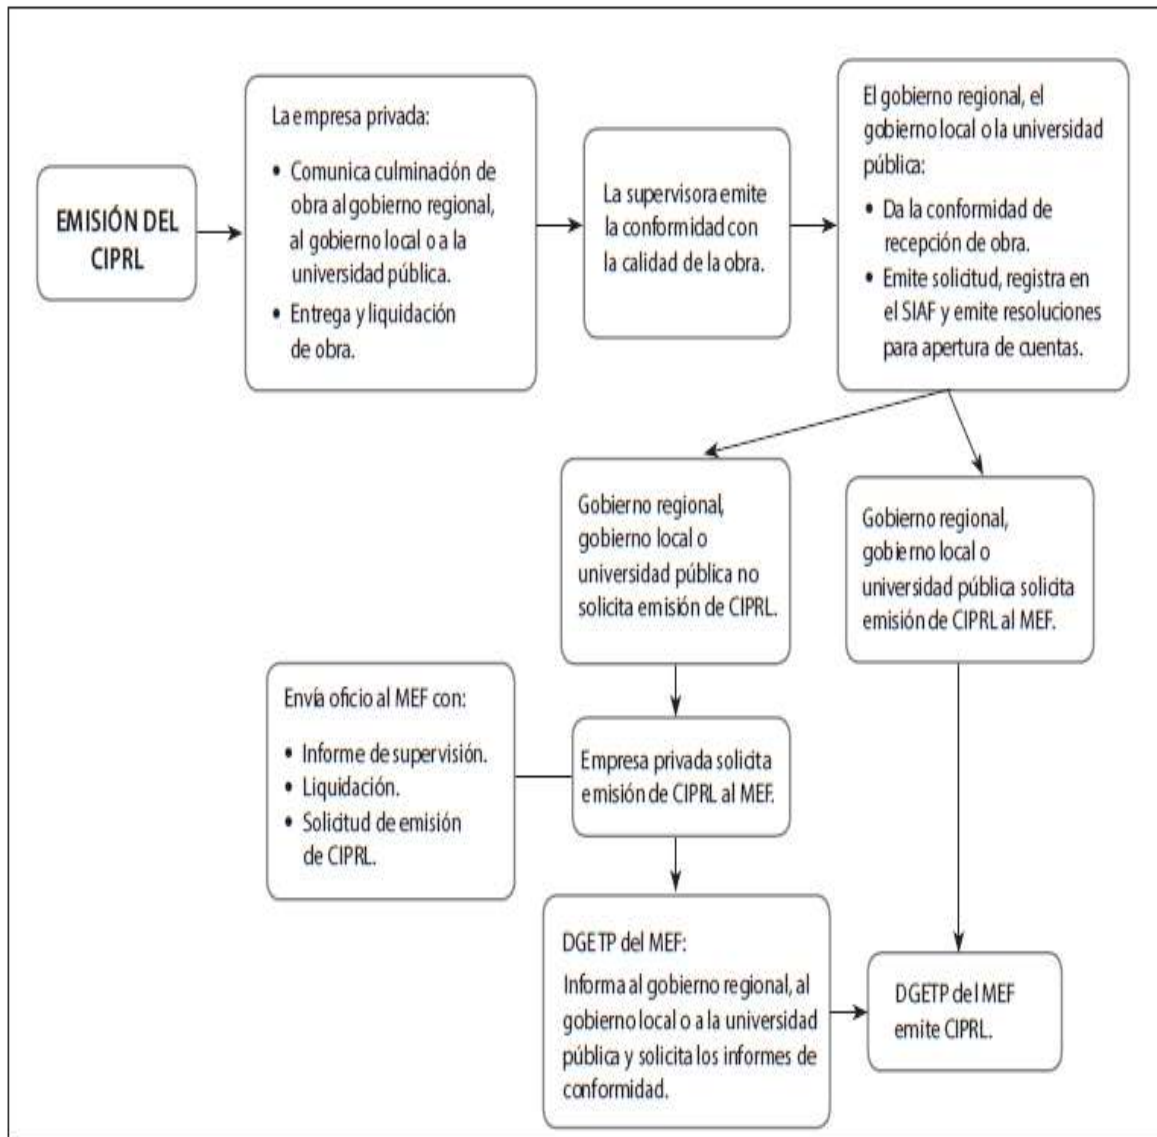 EMISIÓN DEL
CIPRL
La empresa privada:
• Comunica culminación de
obra al gobierno regional,
al gobierno local o a la
universidad pública.
• Entrega y liquidación
de obra.
La supervisora emite
la conformidad con
la calidad de la obra.
El gobierno regional, el
gobierno local o la universidad
pública:
• Da la conformidad de
recepción de obra.
• Emite solicitud, registra en
el SIAF y emite resoluciones
para apertura de cuentas.
Gobierno regional,
gobierno local o
universidad pública no
solicita emisión de CIPRL.
Gobierno regional,
gobierno local o
universidad pública solicita
emisión de CIPRL al MEF.
Envía oficio al MEF con:
• Informe de supervisión.
• Liquidación.
• Solicitud de emisión
de CIPRL.
Empresa privada solicita
emisión de CIPRL al MEF.
DGETP del MEF:
Informa al gobierno regional, al
gobierno local o a la universidad
pública y solicita los informes de
conformidad.
DGETP del MEF
emite CIPRL.